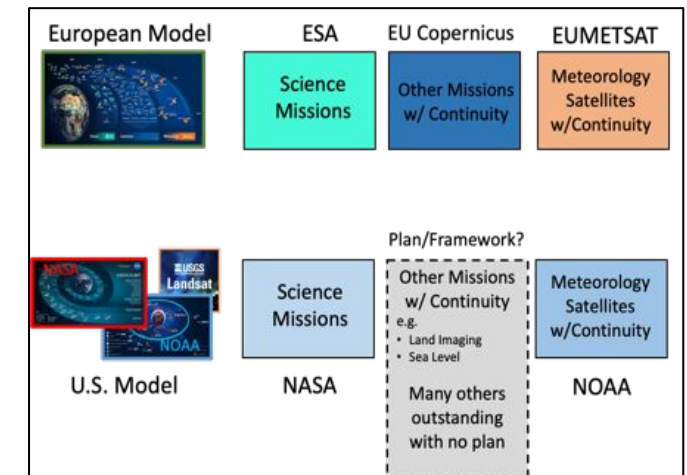 European Model
ESA
EU Copernicus
EUMETSAT
Science
Missions
Other Missions
w/ Continuity
Meteorology
Satellites
w/Continuity
Plan/Framework?
NASA
USGS
Landsat
NOAA
Science
Missions
Other Missions
w/ Continuity
e.g.
• Land Imaging
• Sea Level
Many others
outstanding
with no plan
Meteorology
Satellites
w/Continuity
U.S. Model
NASA
NOAA